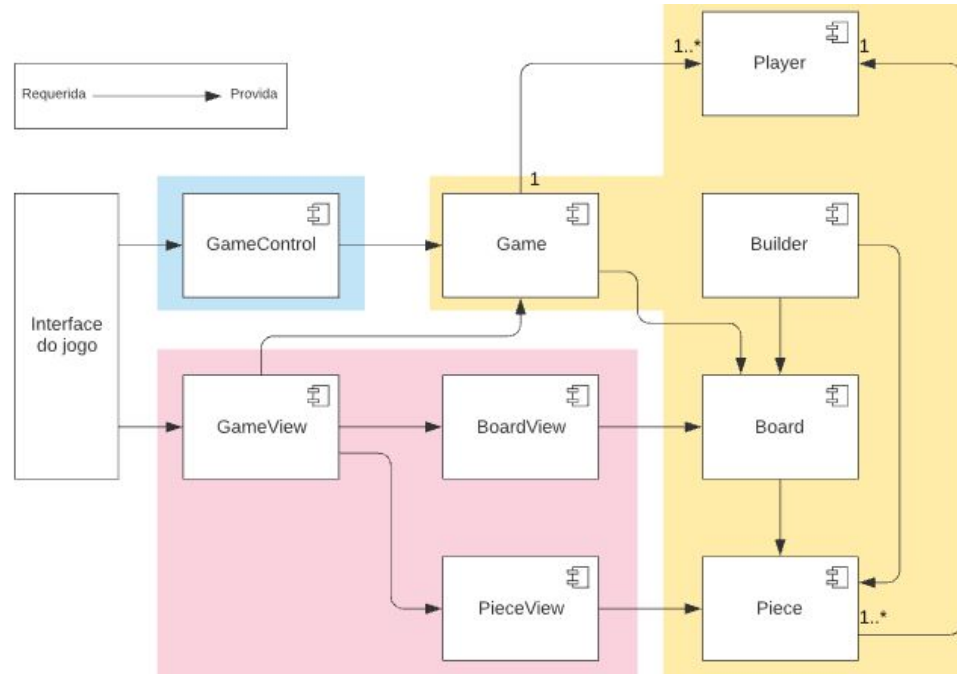 1..*
Player
1
Requerida
Provida
1
GameControl
Game
Builder
Interface
do jogo
GameView
BoardView
Board
PieceView
Piece
1..*